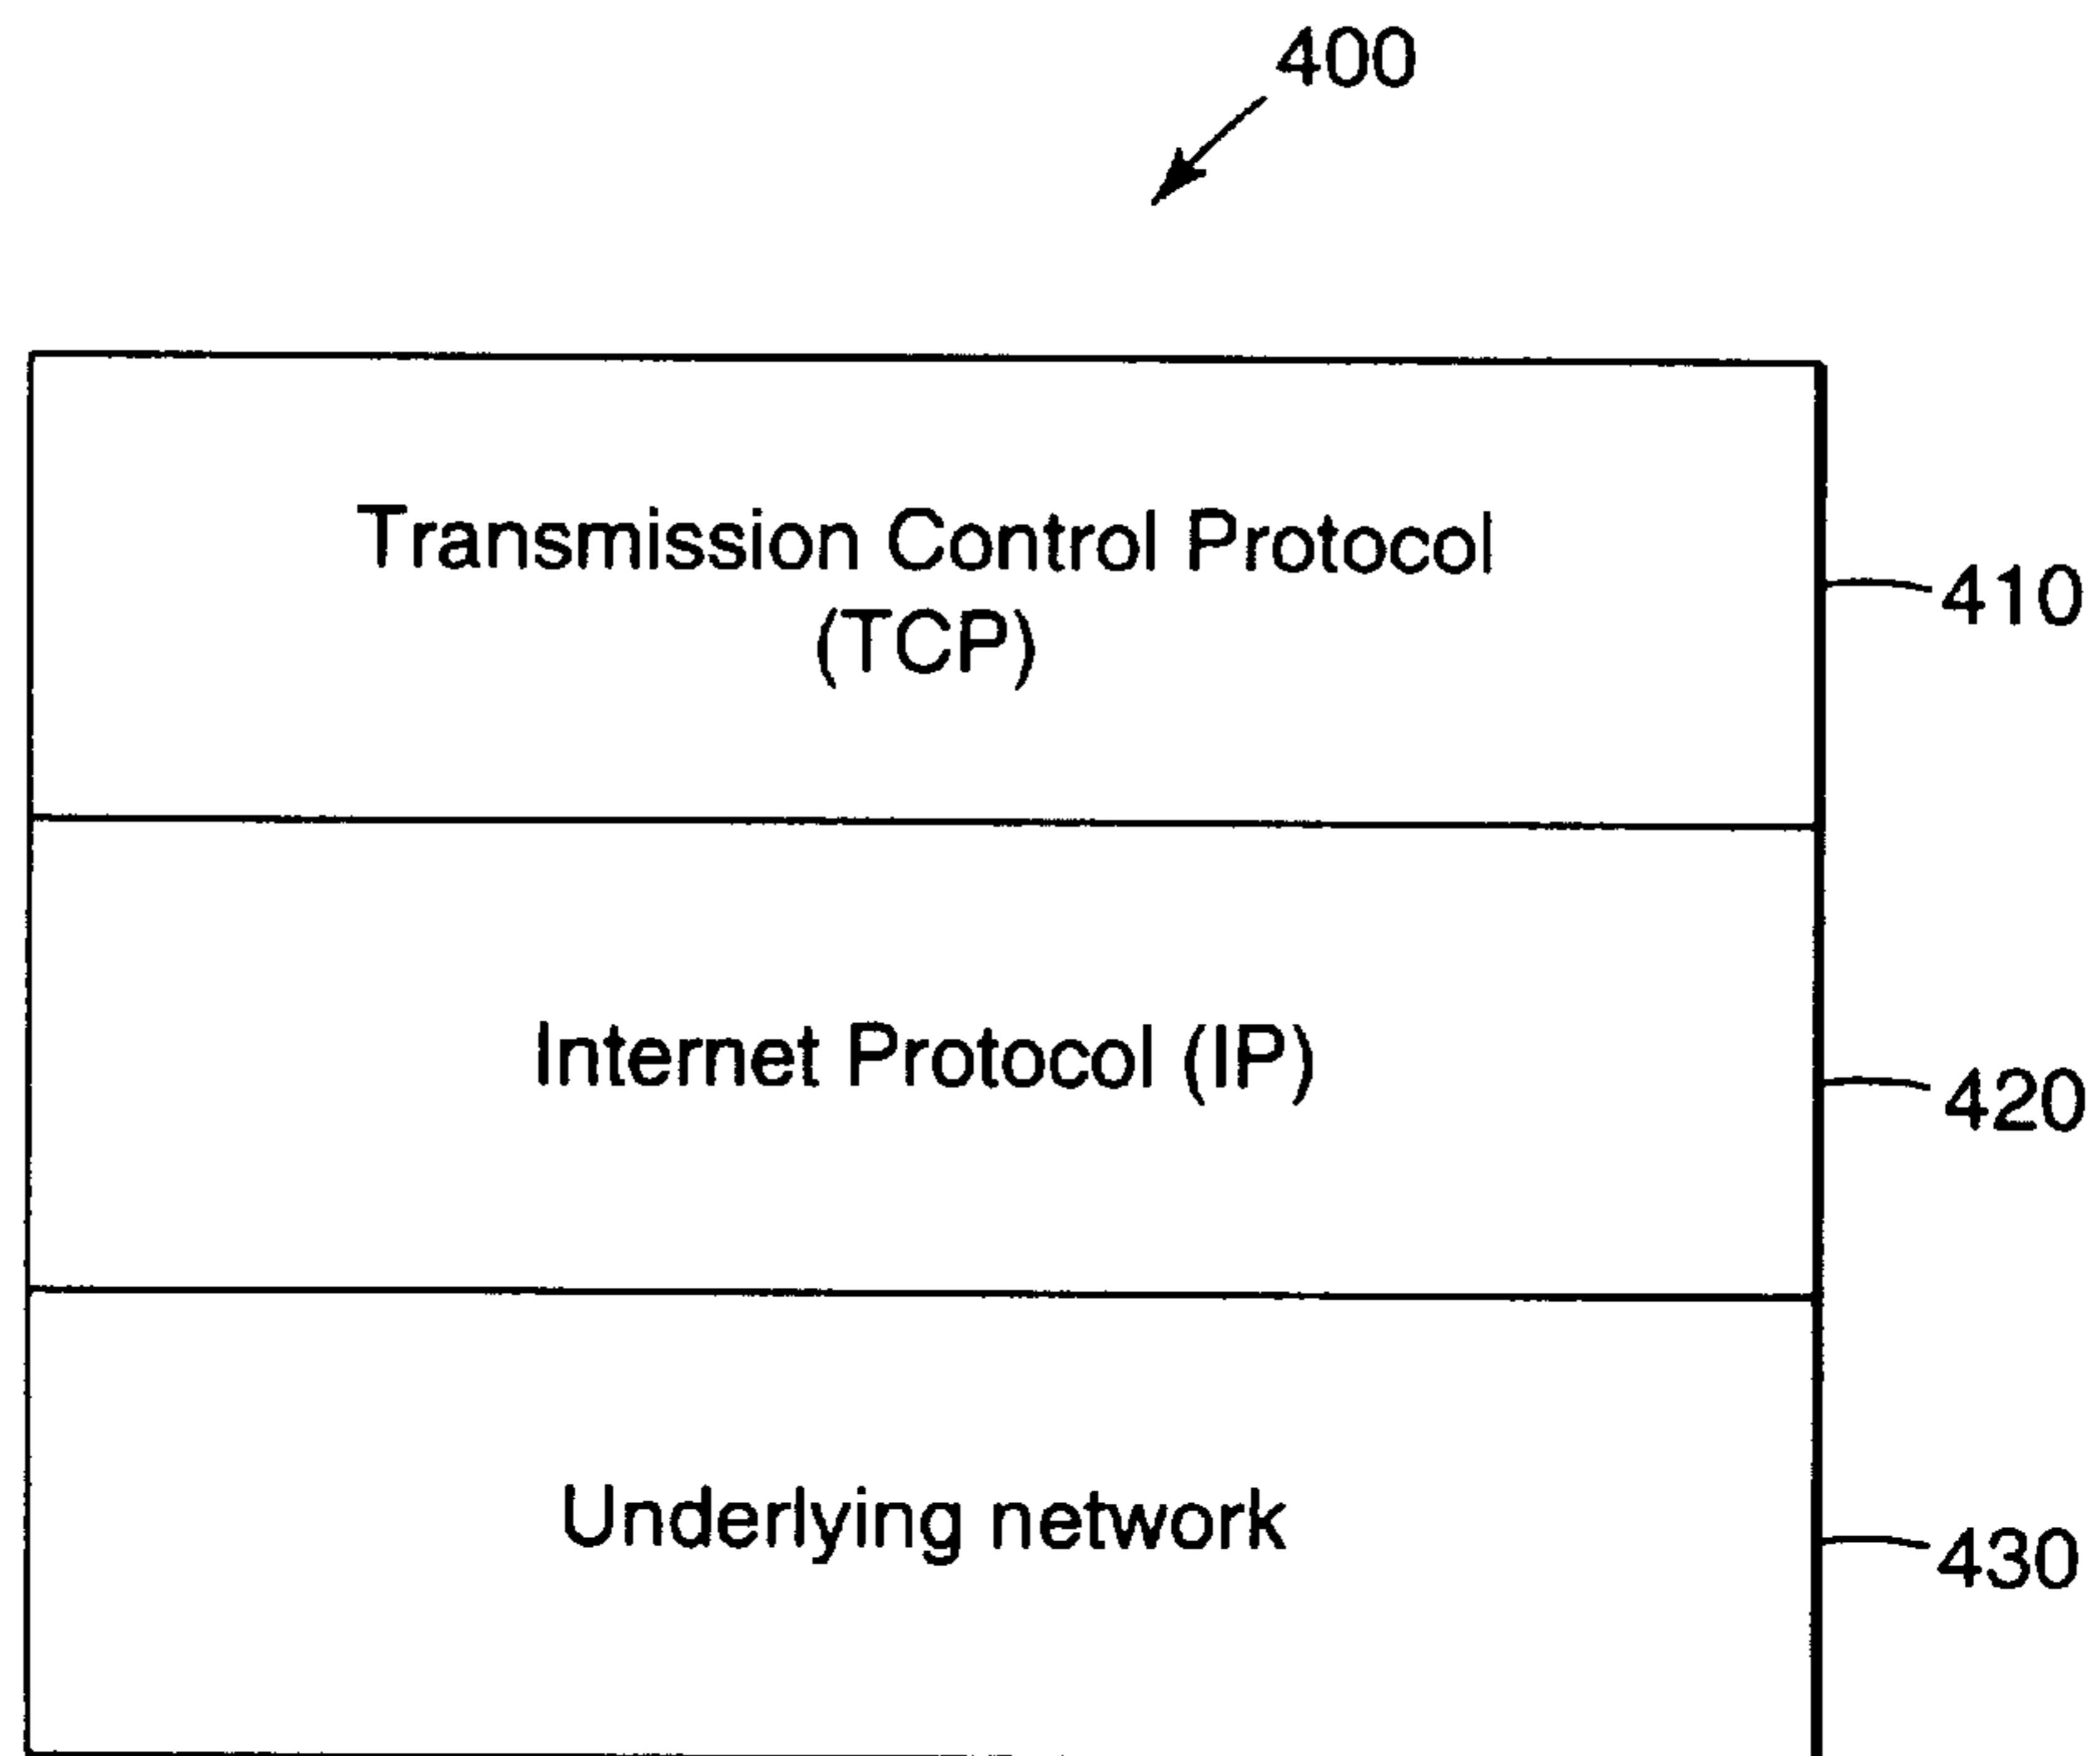 400
Transmission Control Protocol
(TCP)
410
Internet Protocol (IP)
420
Underlying network
430